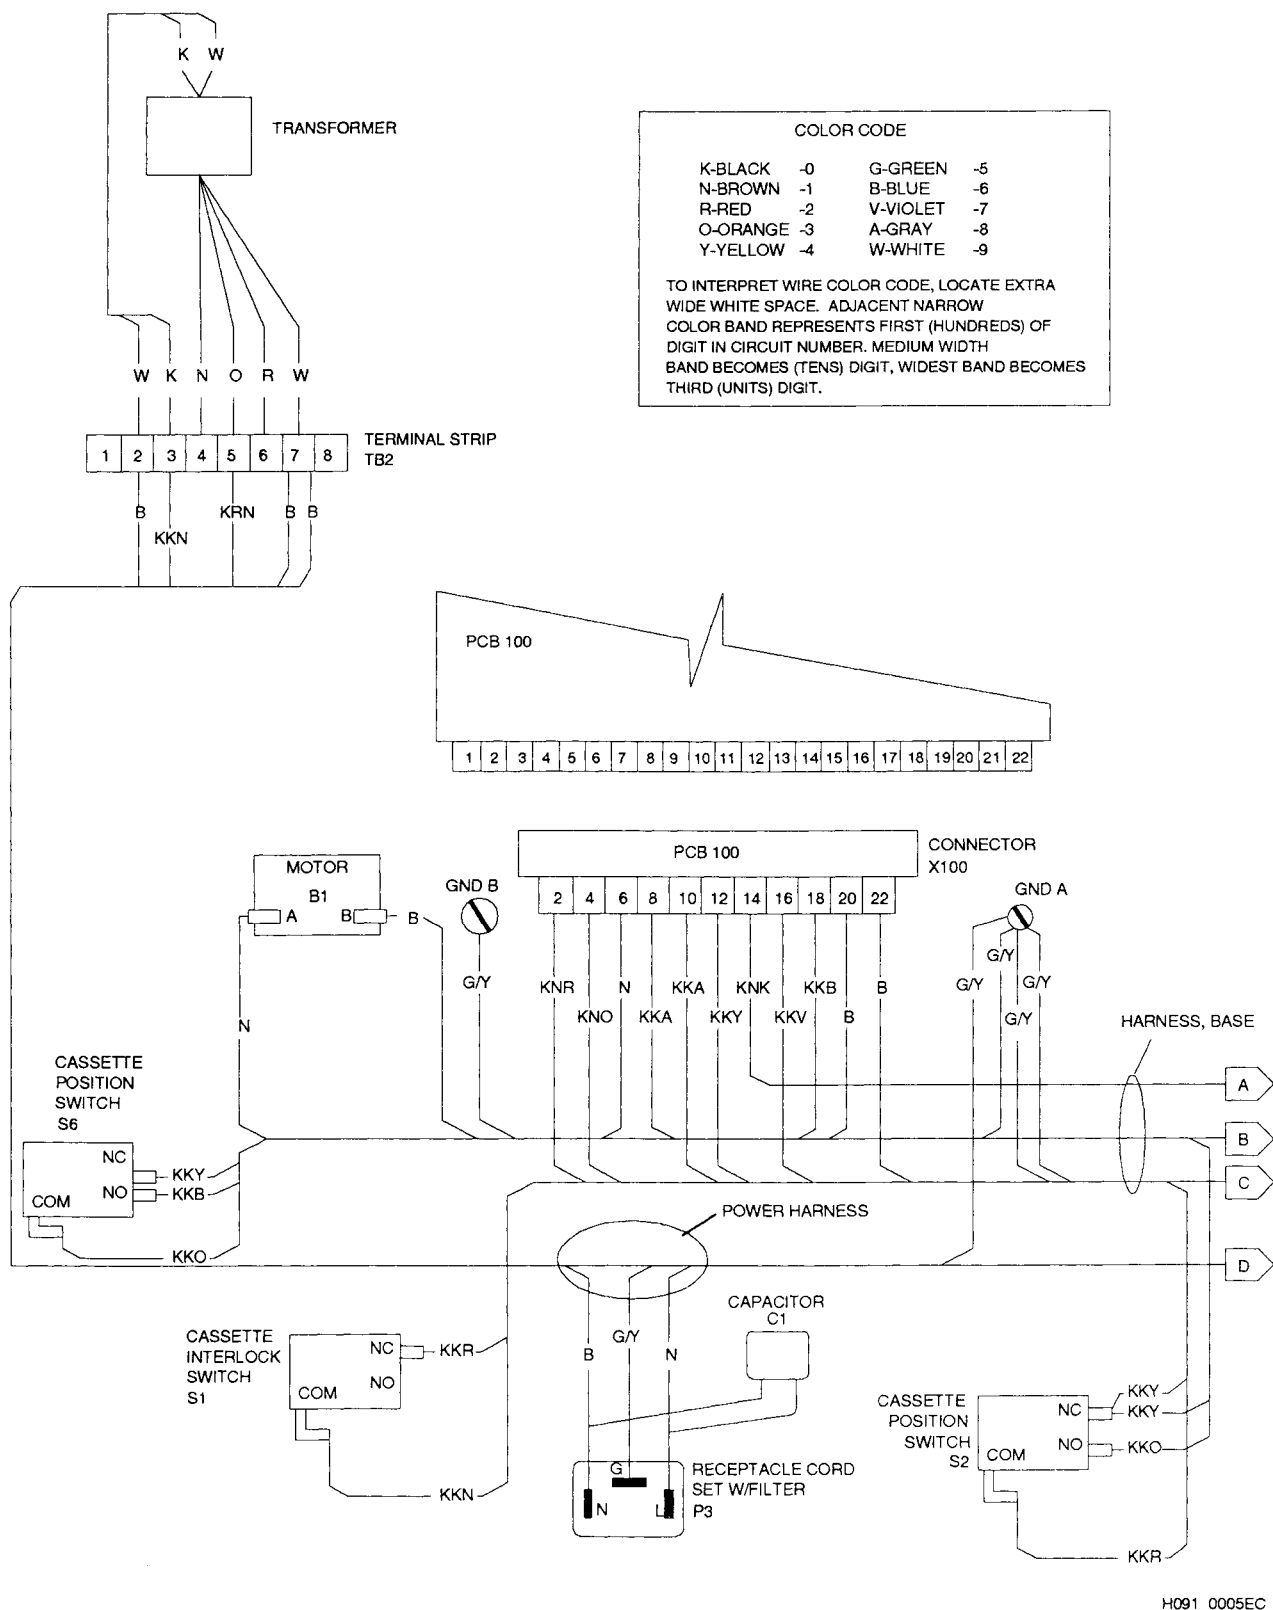 K W
TRANSFORMER
COLOR CODE
K-BLACK -0 G-GREEN -5
N-BROWN -1 B-BLUE -6
R-RED -2 V-VIOLET -7
O-ORANGE -3 A-GRAY -8
Y-YELLOW -4 W-WHITE -9
TO INTERPRET WIRE COLOR CODE, LOCATE EXTRA
WIDE WHITE SPACE. ADJACENT NARROW
COLOR BAND REPRESENTS FIRST (HUNDREDS) OF
DIGIT IN CIRCUIT NUMBER. MEDIUM WIDTH
BAND BECOMES (TENS) DIGIT, WIDEST BAND BECOMES
THIRD (UNITS) DIGIT.
W K N O R W
TERMINAL STRIP
TB2
1 2 3 4 5 6 7 8
B KRN B B
KKN
PCB 100
1 2 3 4 5 6 7 8 9 10 11 12 13 14 15 16 17 18 19 20 21 22
PCB 100
CONNECTOR
X100
2 4 6 8 10 12 14 16 18 20 22
MOTOR
B1
A B B
GND B
GND A
G/Y
G/Y
G/Y
G/Y
G/Y
KNR N KKA KNK KKB B
KNO KKA KKY KKV B
N
HARNESS, BASE
A
B
C
D
CASSETTE
POSITION
SWITCH
S6
NC
NO
COM
KKY
KKB
KKO
POWER HARNESS
CAPACITOR
C1
B G/Y N
CASSETTE
INTERLOCK
SWITCH
S1
NC
NO
COM
KKR
KKN
G
N L
RECEPTACLE CORD
SET W/FILTER
P3
CASSETTE
POSITION
SWITCH
S2
NC
NO
COM
KKY
KKY
KKO
KKR
H091 0005EC